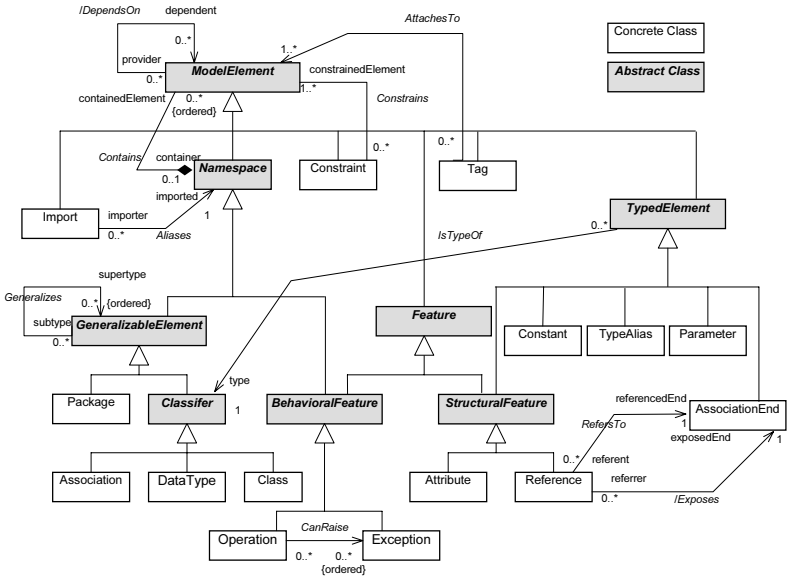 /DependsOn dependent AttachesTo
Concrete Class
0..* 1..*
provider
0..* ModelElement constrainedElement Abstract Class
containedElement 0..* 1..* Constrains
{ordered}
0..* 0..*
Contains container
0..1 Namespace Constraint Tag
imported
Import importer 1 TypedElement
0..* Aliases IsTypeOf 0..*
supertype
Generalizes 0..* {ordered}
subtype GeneralizableElement Feature
0..* Constant TypeAlias Parameter
type
Package Classifer 1 BehavioralFeature StructuralFeature referencedEnd AssociationEnd
RefersTo 1
exposedEnd 1
0..* referent
Association DataType Class Attribute Reference referrer
0..* /Exposes
CanRaise
Operation Exception
0..* 0..*
{ordered}